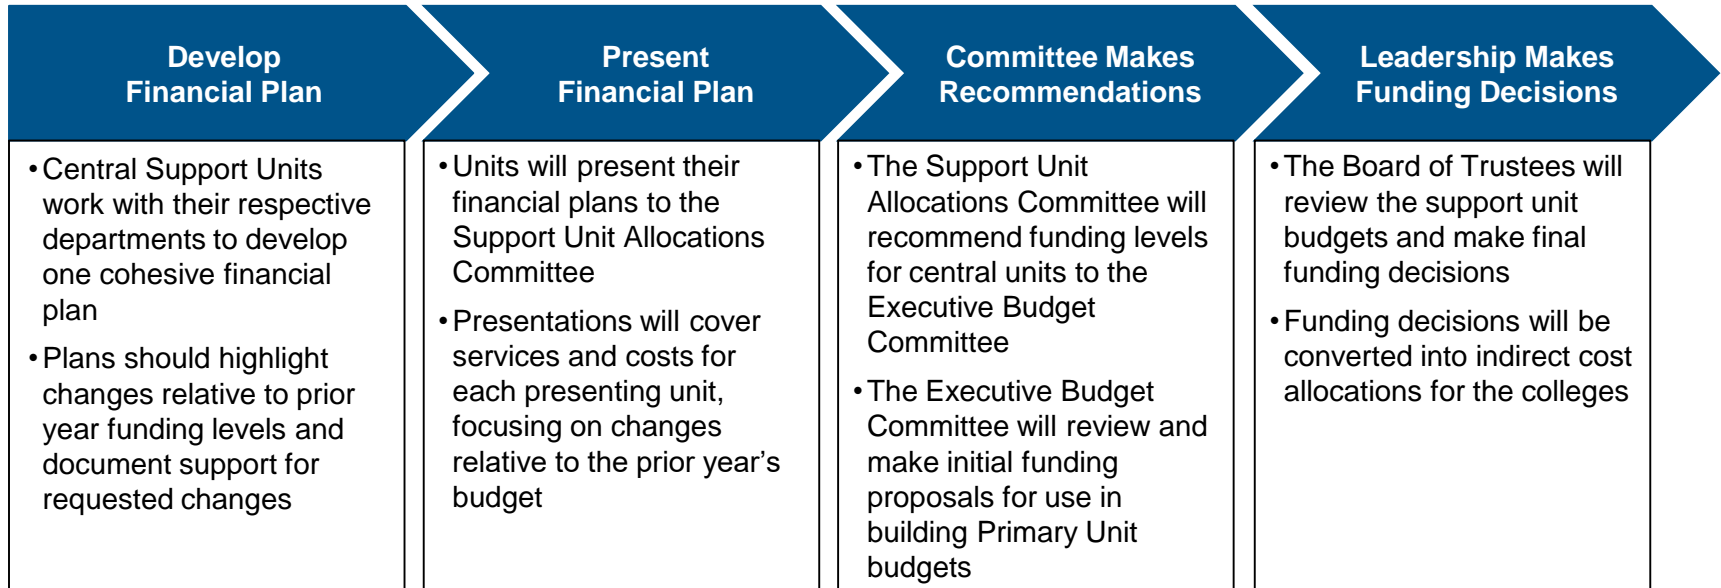 Develop
Financial Plan
• Central Support Units
work with their respective
departments to develop
one cohesive financial
plan
• Plans should highlight
changes relative to prior
year funding levels and
document support for
requested changes
Present
Financial Plan
• Units will present their
financial plans to the
Support Unit Allocations
Committee
• Presentations will cover
services and costs for
each presenting unit,
focusing on changes
relative to the prior year’s
budget
Committee Makes
Recommendations
• The Support Unit
Allocations Committee will
recommend funding levels
for central units to the
Executive Budget
Committee
• The Executive Budget
Committee will review and
make initial funding
proposals for use in
building Primary Unit
budgets
Leadership Makes
Funding Decisions
• The Board of Trustees will
review the support unit
budgets and make final
funding decisions
• Funding decisions will be
converted into indirect cost
allocations for the colleges